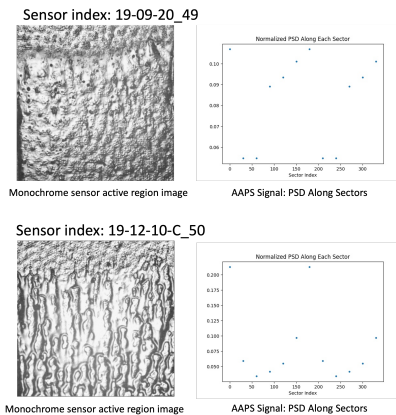 Sensor index: 19-09-20_49
Normalized PSD Along Each Sector
0.10
0.09
0.08
0.07
0.06
0 50 100 150 200 250 300
Sector Index
Monochrome sensor active region image
AAPS Signal: PSD Along Sectors
Sensor index: 19-12-10-C_50
Normalized PSD Along Each Sector
0.200
0.175
0.150
0.125
0.100
0.075
0.050
0 50 100 150 200 250 300
Sector Index
Monochrome sensor active region image
AAPS Signal: PSD Along Sectors